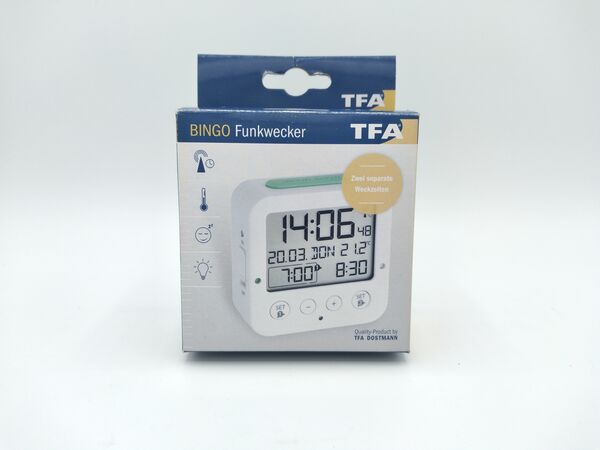 TFA
BINGO Funkwecker
TFA
Zwei separate
Weckzeiten
14:06
48
20.03. DON 21.2°C
7:00 1 8:30
SET
−
+
SET
Quality-Product by
TFA DOSTMANN